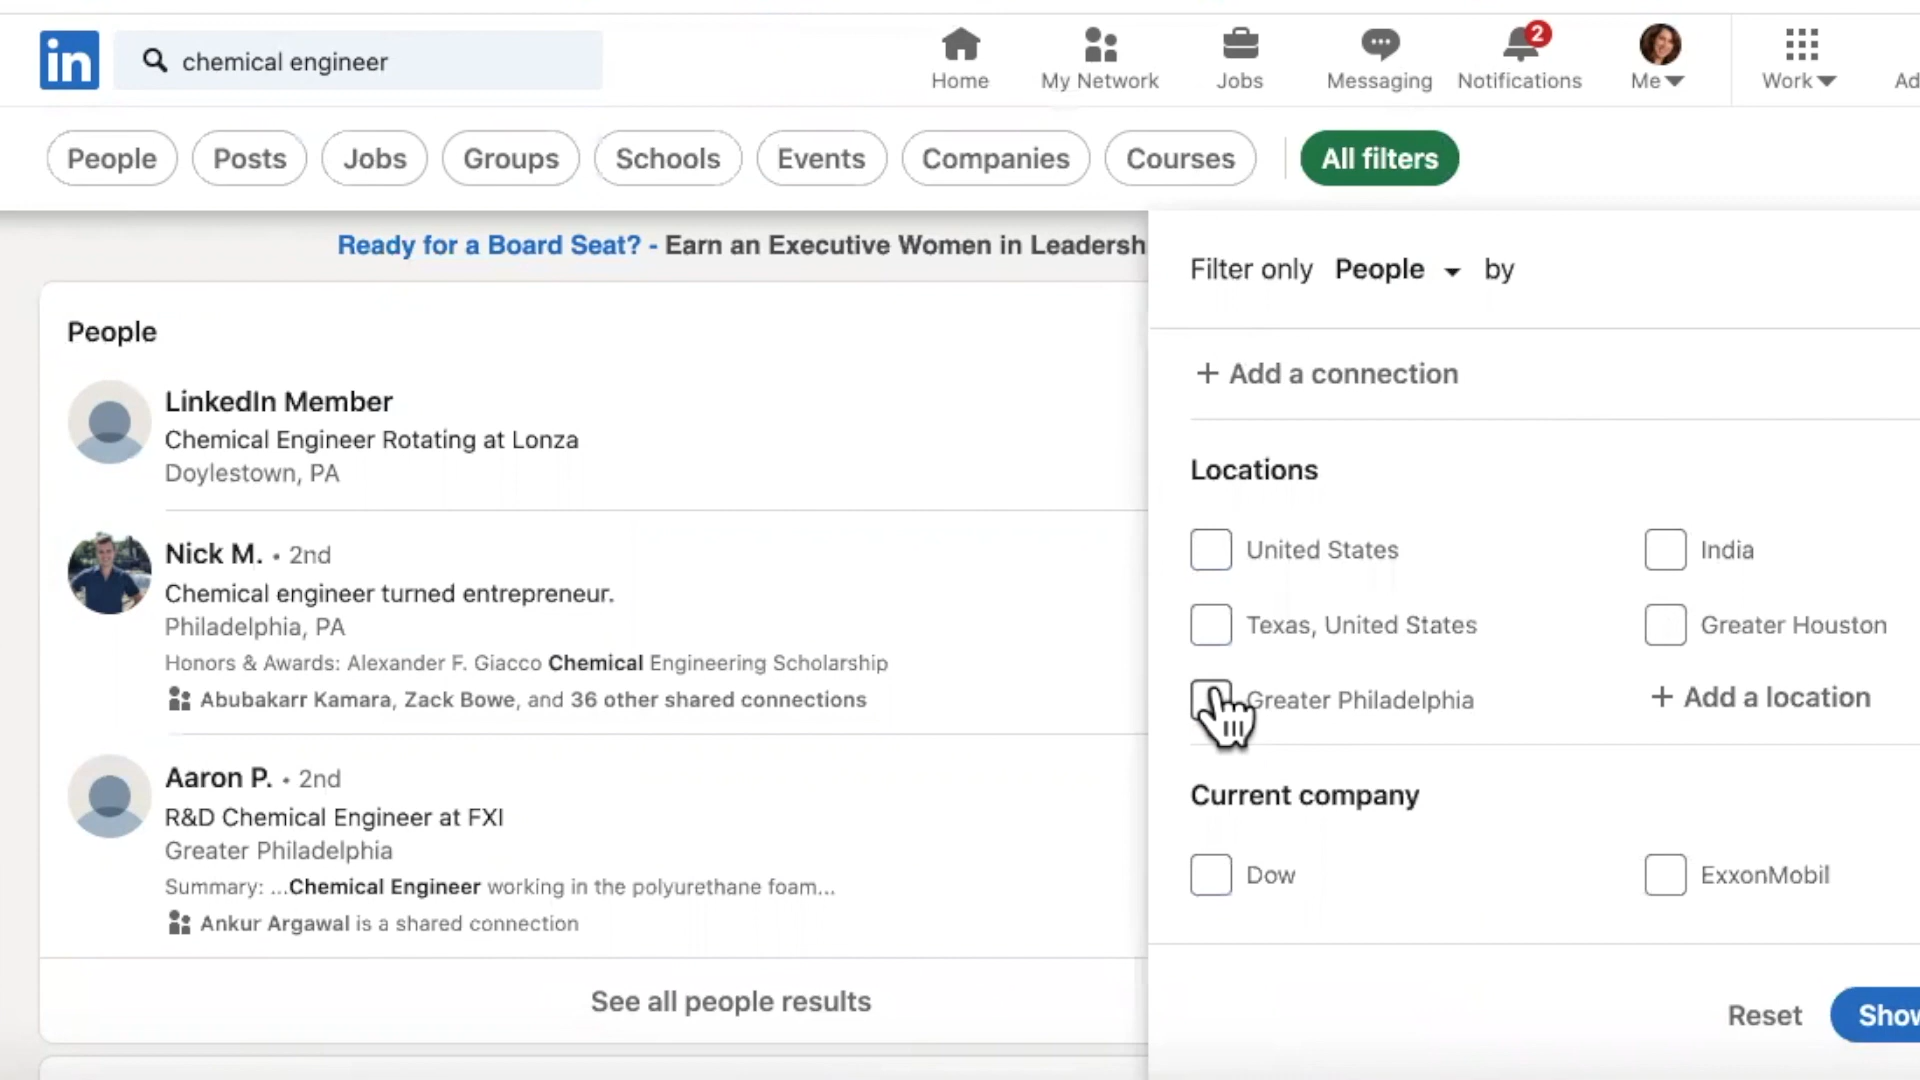 in
chemical engineer
Home
My Network
Jobs
Messaging
2
Notifications
Me
Work
Ad
People
Posts
Jobs
Groups
Schools
Events
Companies
Courses
All filters
Ready for a Board Seat? - Earn an Executive Women in Leadersh
People
LinkedIn Member
Chemical Engineer Rotating at Lonza
Doylestown, PA
Nick M. • 2nd
Chemical engineer turned entrepreneur.
Philadelphia, PA
Honors & Awards: Alexander F. Giacco Chemical Engineering Scholarship
Abubakarr Kamara, Zack Bowe, and 36 other shared connections
Aaron P. • 2nd
R&D Chemical Engineer at FXI
Greater Philadelphia
Summary: ...Chemical Engineer working in the polyurethane foam...
Ankur Argawal is a shared connection
See all people results
Filter only People by
+ Add a connection
Locations
United States
India
Texas, United States
Greater Houston
Greater Philadelphia
+ Add a location
Current company
Dow
ExxonMobil
Reset
Show